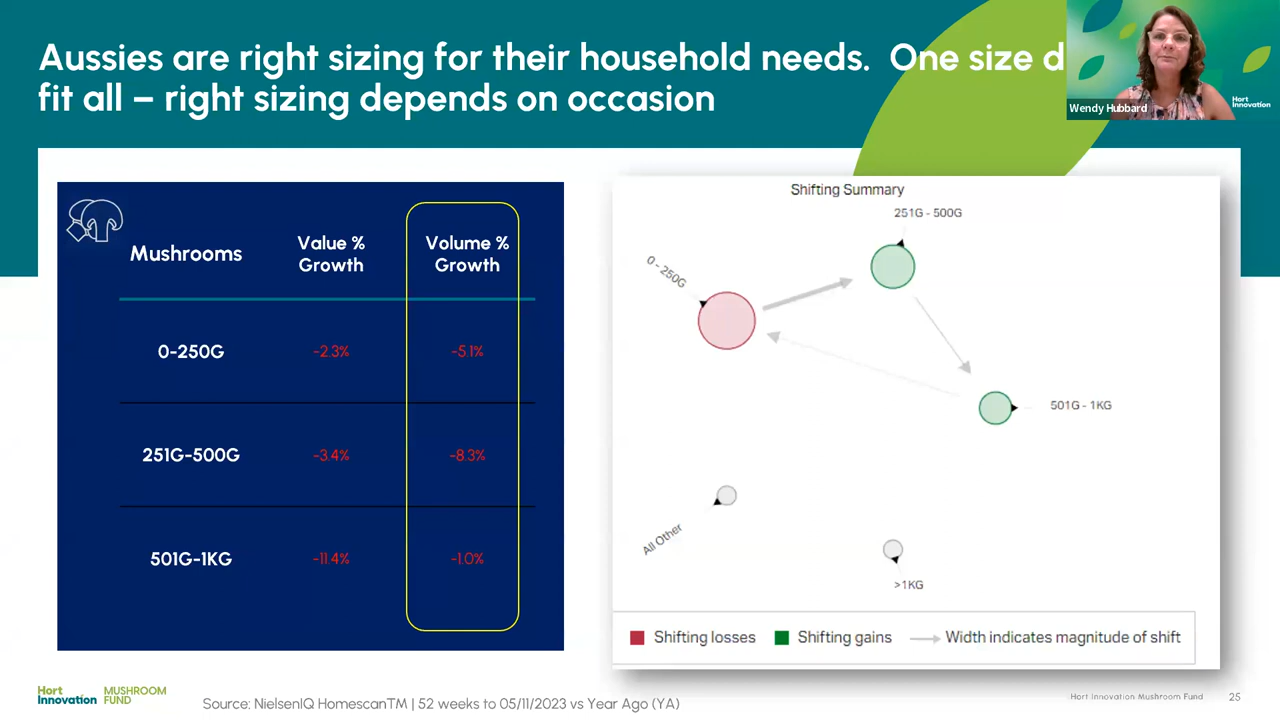 Aussies are right sizing for their household needs. One size d
fit all – right sizing depends on occasion
Wendy Hubbard
Hort
Innovation
Mushrooms
Value %
Growth
Volume %
Growth
0-250G
-2.3%
-5.1%
251G-500G
-3.4%
-8.3%
501G-1KG
-11.4%
-1.0%
Shifting Summary
251G - 500G
0 - 250G
501G - 1KG
All Other
>1KG
Shifting losses
Shifting gains
Width indicates magnitude of shift
Hort
Innovation
MUSHROOM
FUND
Source: NielsenIQ HomescanTM | 52 weeks to 05/11/2023 vs Year Ago (YA)
Hort Innovation Mushroom Fund
25